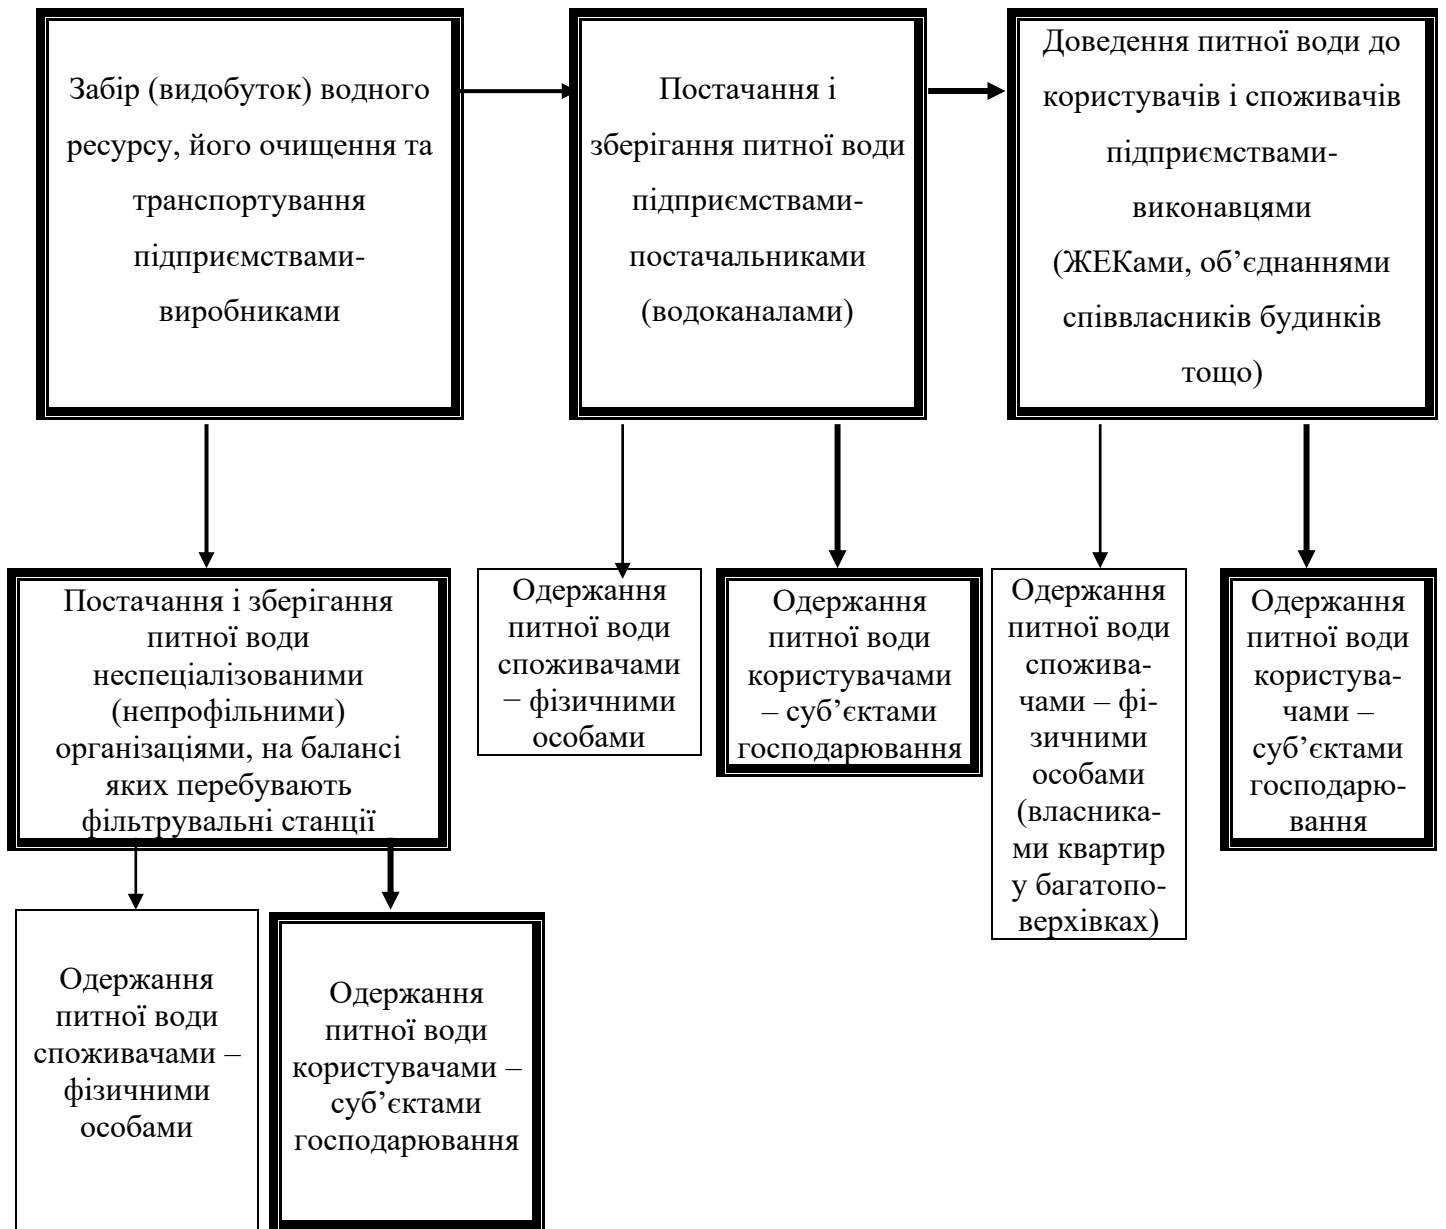 Забір (видобуток) водного
ресурсу, його очищення та
транспортування
підприємствами-
виробниками
Постачання і
зберігання питної води
підприємствами-
постачальниками
(водоканалами)
Доведення питної води до
користувачів і споживачів
підприємствами-
виконавцями
(ЖЕКами, об’єднаннями
співвласників будинків
тощо)
Постачання і зберігання
питної води
неспеціалізованими
(непрофільними)
організаціями, на балансі
яких перебувають
фільтрувальні станції
Одержання
питної води
споживачами
– фізичними
особами
Одержання
питної води
користувачами
– суб’єктами
господарювання
Одержання
питної води
спожива-
чами – фі-
зичними
особами
(власника-
ми квартир
у багатопо-
верхівках)
Одержання
питної води
користува-
чами –
суб’єктами
господарю-
вання
Одержання
питної води
споживачами –
фізичними
особами
Одержання
питної води
користувачами –
суб’єктами
господарювання